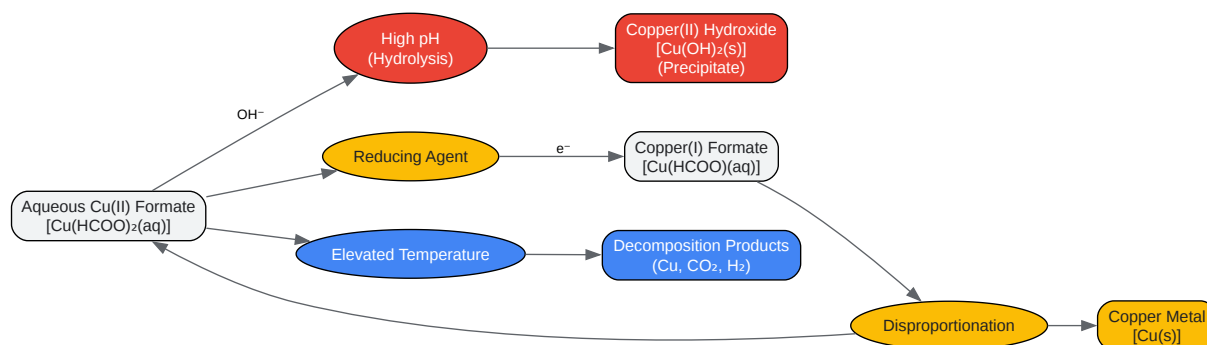 High pH
(Hydrolysis)
Copper(II) Hydroxide
[Cu(OH)₂(s)]
(Precipitate)
OH⁻
Reducing Agent
e⁻
Copper(I) Formate
[Cu(HCOO)(aq)]
Aqueous Cu(II) Formate
[Cu(HCOO)₂(aq)]
Elevated Temperature
Decomposition Products
(Cu, CO₂, H₂)
Disproportionation
Copper Metal
[Cu(s)]